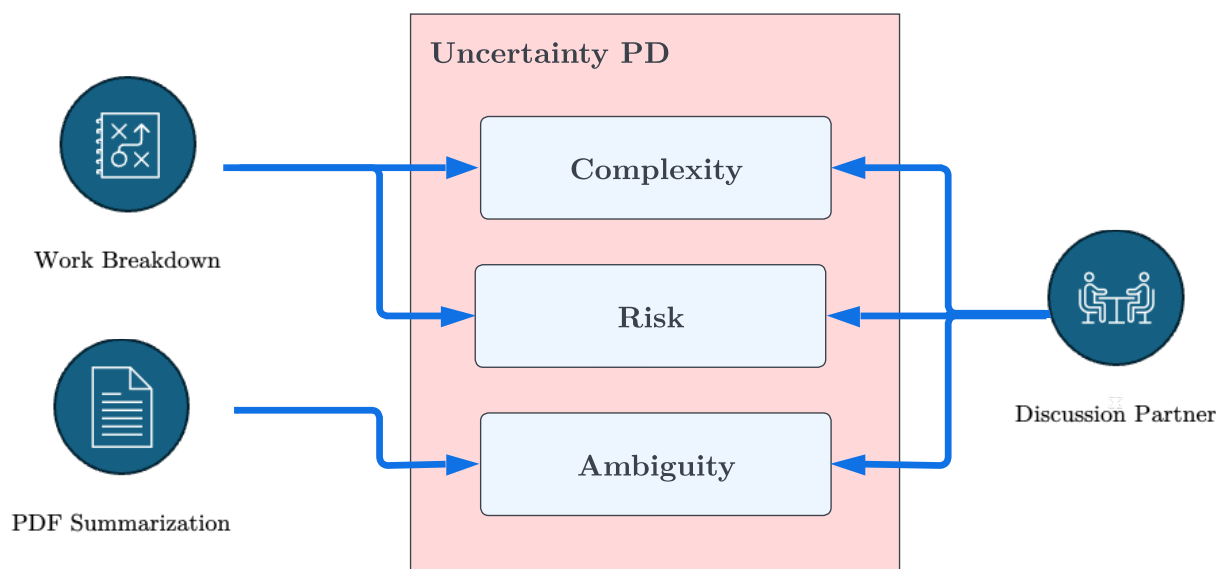 Uncertainty PD
Complexity
Work Breakdown
Risk
Discussion Partner
Ambiguity
PDF Summarization